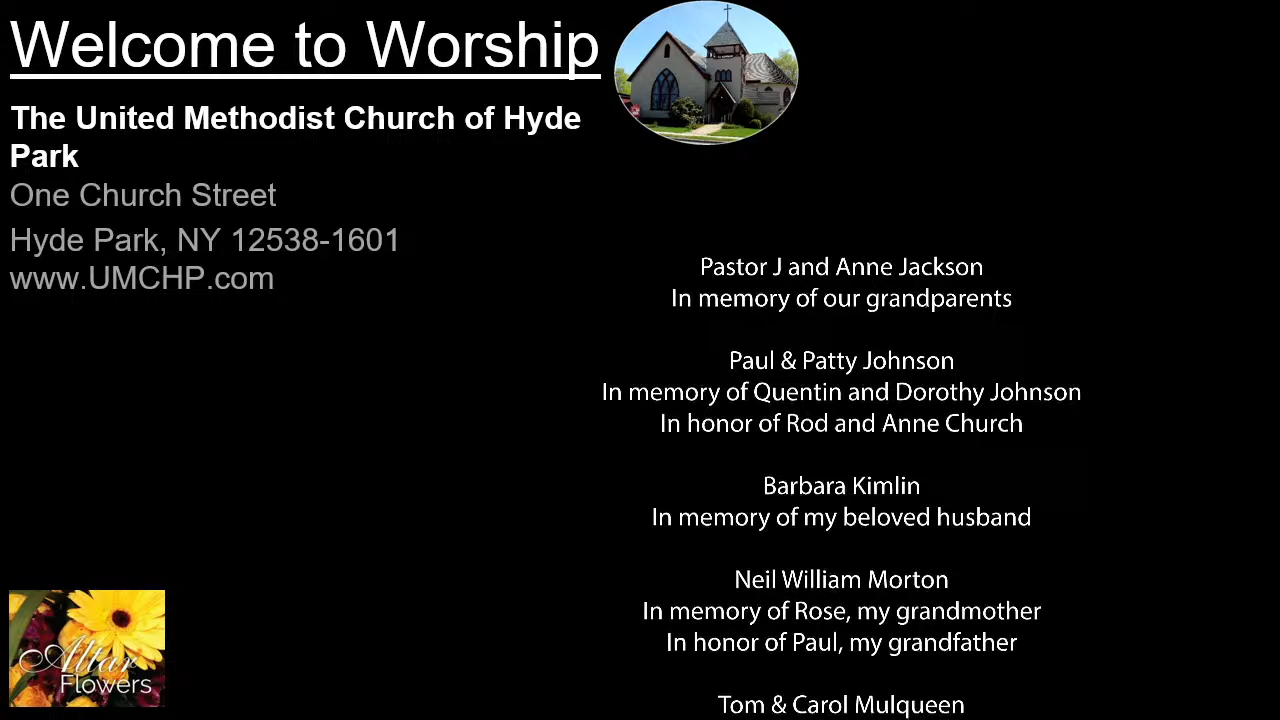 Welcome to Worship
The United Methodist Church of Hyde
Park
One Church Street
Hyde Park, NY 12538-1601
www.UMCHP.com
Pastor J and Anne Jackson
In memory of our grandparents
Paul & Patty Johnson
In memory of Quentin and Dorothy Johnson
In honor of Rod and Anne Church
Barbara Kimlin
In memory of my beloved husband
Neil William Morton
In memory of Rose, my grandmother
In honor of Paul, my grandfather
Tom & Carol Mulqueen
Altar
Flowers